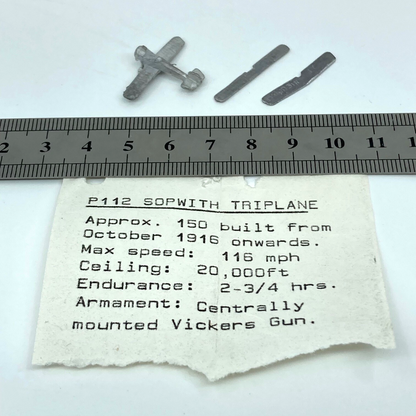 2 3 4 5 6 7 8 9 10 11
P112 SOPWITH TRIPLANE
Approx. 150 built from
October 1916 onwards.
Max speed: 116 mph
Ceiling: 20,000ft
Endurance: 2-3/4 hrs.
Armament: Centrally
mounted Vickers Gun.